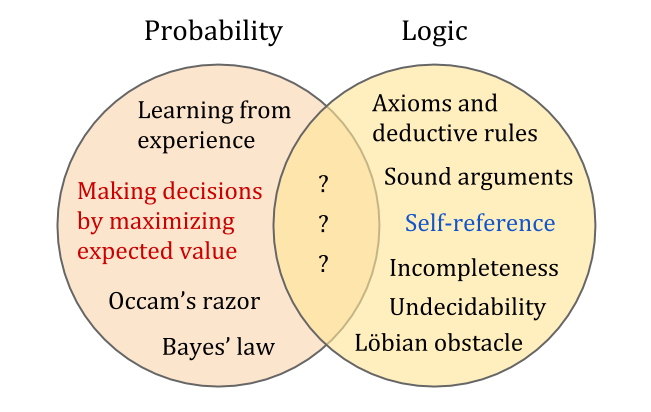 Probability
Logic
Learning from
experience
Making decisions
by maximizing
expected value
Occam's razor
Bayes' law
?
?
?
Axioms and
deductive rules
Sound arguments
Self-reference
Incompleteness
Undecidability
Löbian obstacle